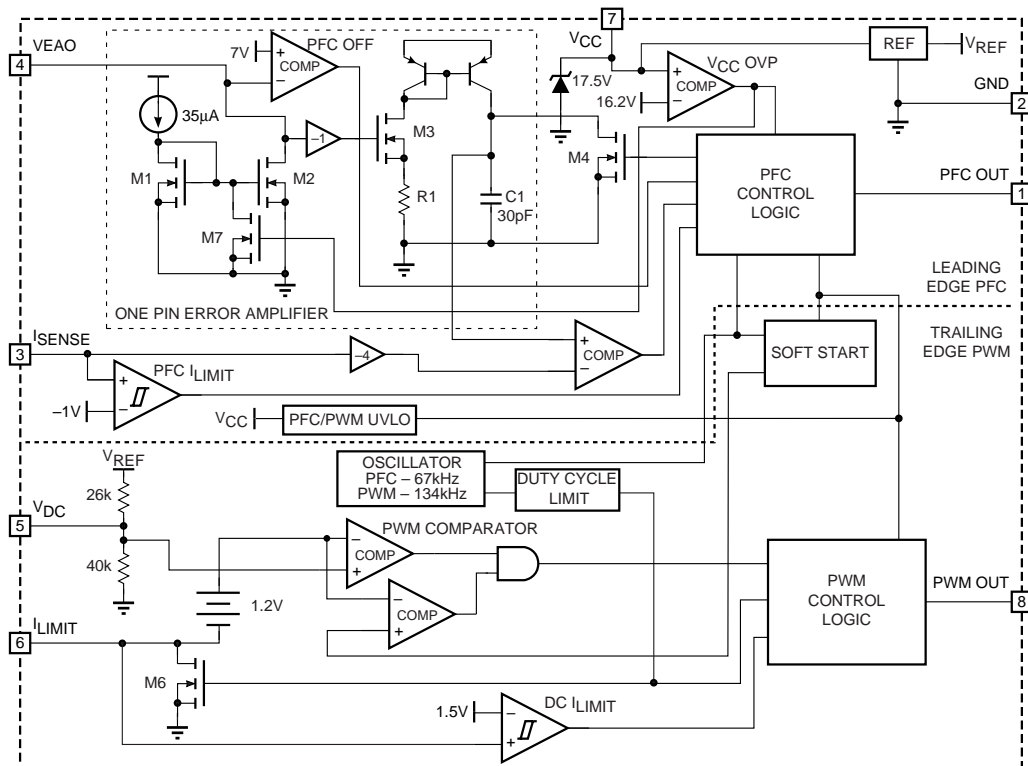 7
VCC
REF
VREF
VEAO
4
7V
+
–
COMP
PFC OFF
17.5V
VCC OVP
+
–
COMP
16.2V
GND
2
35µA
–1
M3
M4
M1
M2
R1
C1
30pF
M7
PFC
CONTROL
LOGIC
PFC OUT
1
ONE PIN ERROR AMPLIFIER
LEADING
EDGE PFC
TRAILING
EDGE PWM
ISENSE
3
–4
+
–
COMP
SOFT START
+
–
PFC ILIMIT
–1V
VCC
PFC/PWM UVLO
VREF
26k
OSCILLATOR
PFC – 67kHz
PWM – 134kHz
DUTY CYCLE
LIMIT
VDC
5
40k
–
+
COMP
PWM COMPARATOR
–
+
COMP
1.2V
PWM
CONTROL
LOGIC
PWM OUT
8
ILIMIT
6
M6
1.5V
–
+
DC ILIMIT